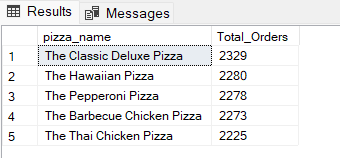 Results Messages
pizza_name Total_Orders
1 The Classic Deluxe Pizza 2329
2 The Hawaiian Pizza 2280
3 The Pepperoni Pizza 2278
4 The Barbecue Chicken Pizza 2273
5 The Thai Chicken Pizza 2225